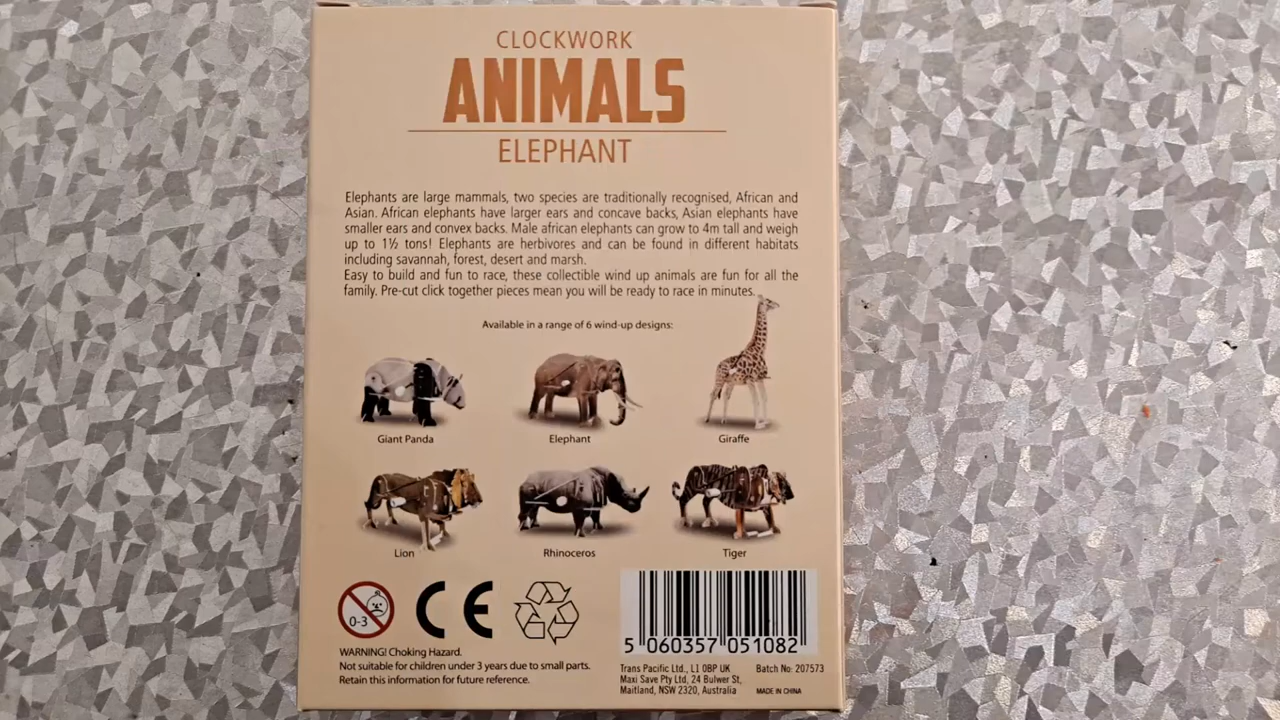 CLOCKWORK
ANIMALS
ELEPHANT
Elephants are large mammals, two species are traditionally recognised, African and
Asian. African elephants have larger ears and concave backs, Asian elephants have
smaller ears and convex backs. Male african elephants can grow to 4m tall and weigh
up to 1½ tons! Elephants are herbivores and can be found in different habitats
including savannah, forest, desert and marsh.
Easy to build and fun to race, these collectible wind up animals are fun for all the
family. Pre-cut click together pieces mean you will be ready to race in minutes.
Available in a range of 6 wind-up designs:
Giant Panda
Elephant
Giraffe
Lion
Rhinoceros
Tiger
0-3
CE
WARNING! Choking Hazard.
Not suitable for children under 3 years due to small parts.
Retain this information for future reference.
5 060357 051082
Trans Pacific Ltd., L1 0BP UK
Maxi Save Pty Ltd, 24 Bulwer St,
Maitland, NSW 2320, Australia
Batch No: 207573
MADE IN CHINA